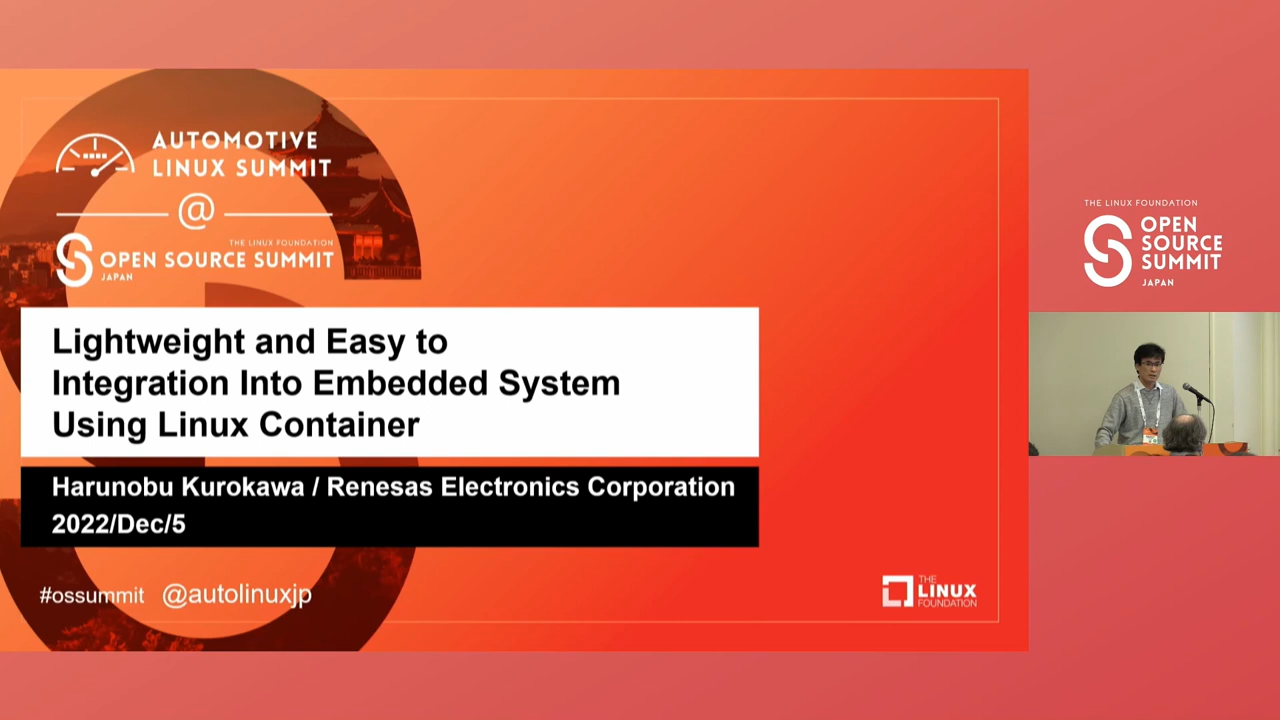 AUTOMOTIVE
LINUX SUMMIT
@
THE LINUX FOUNDATION
OPEN SOURCE SUMMIT
JAPAN
Lightweight and Easy to
Integration Into Embedded System
Using Linux Container
Harunobu Kurokawa / Renesas Electronics Corporation
2022/Dec/5
#ossummit @autolinuxjp
THE
LINUX
FOUNDATION
THE LINUX FOUNDATION
OPEN
SOURCE
SUMMIT
JAPAN